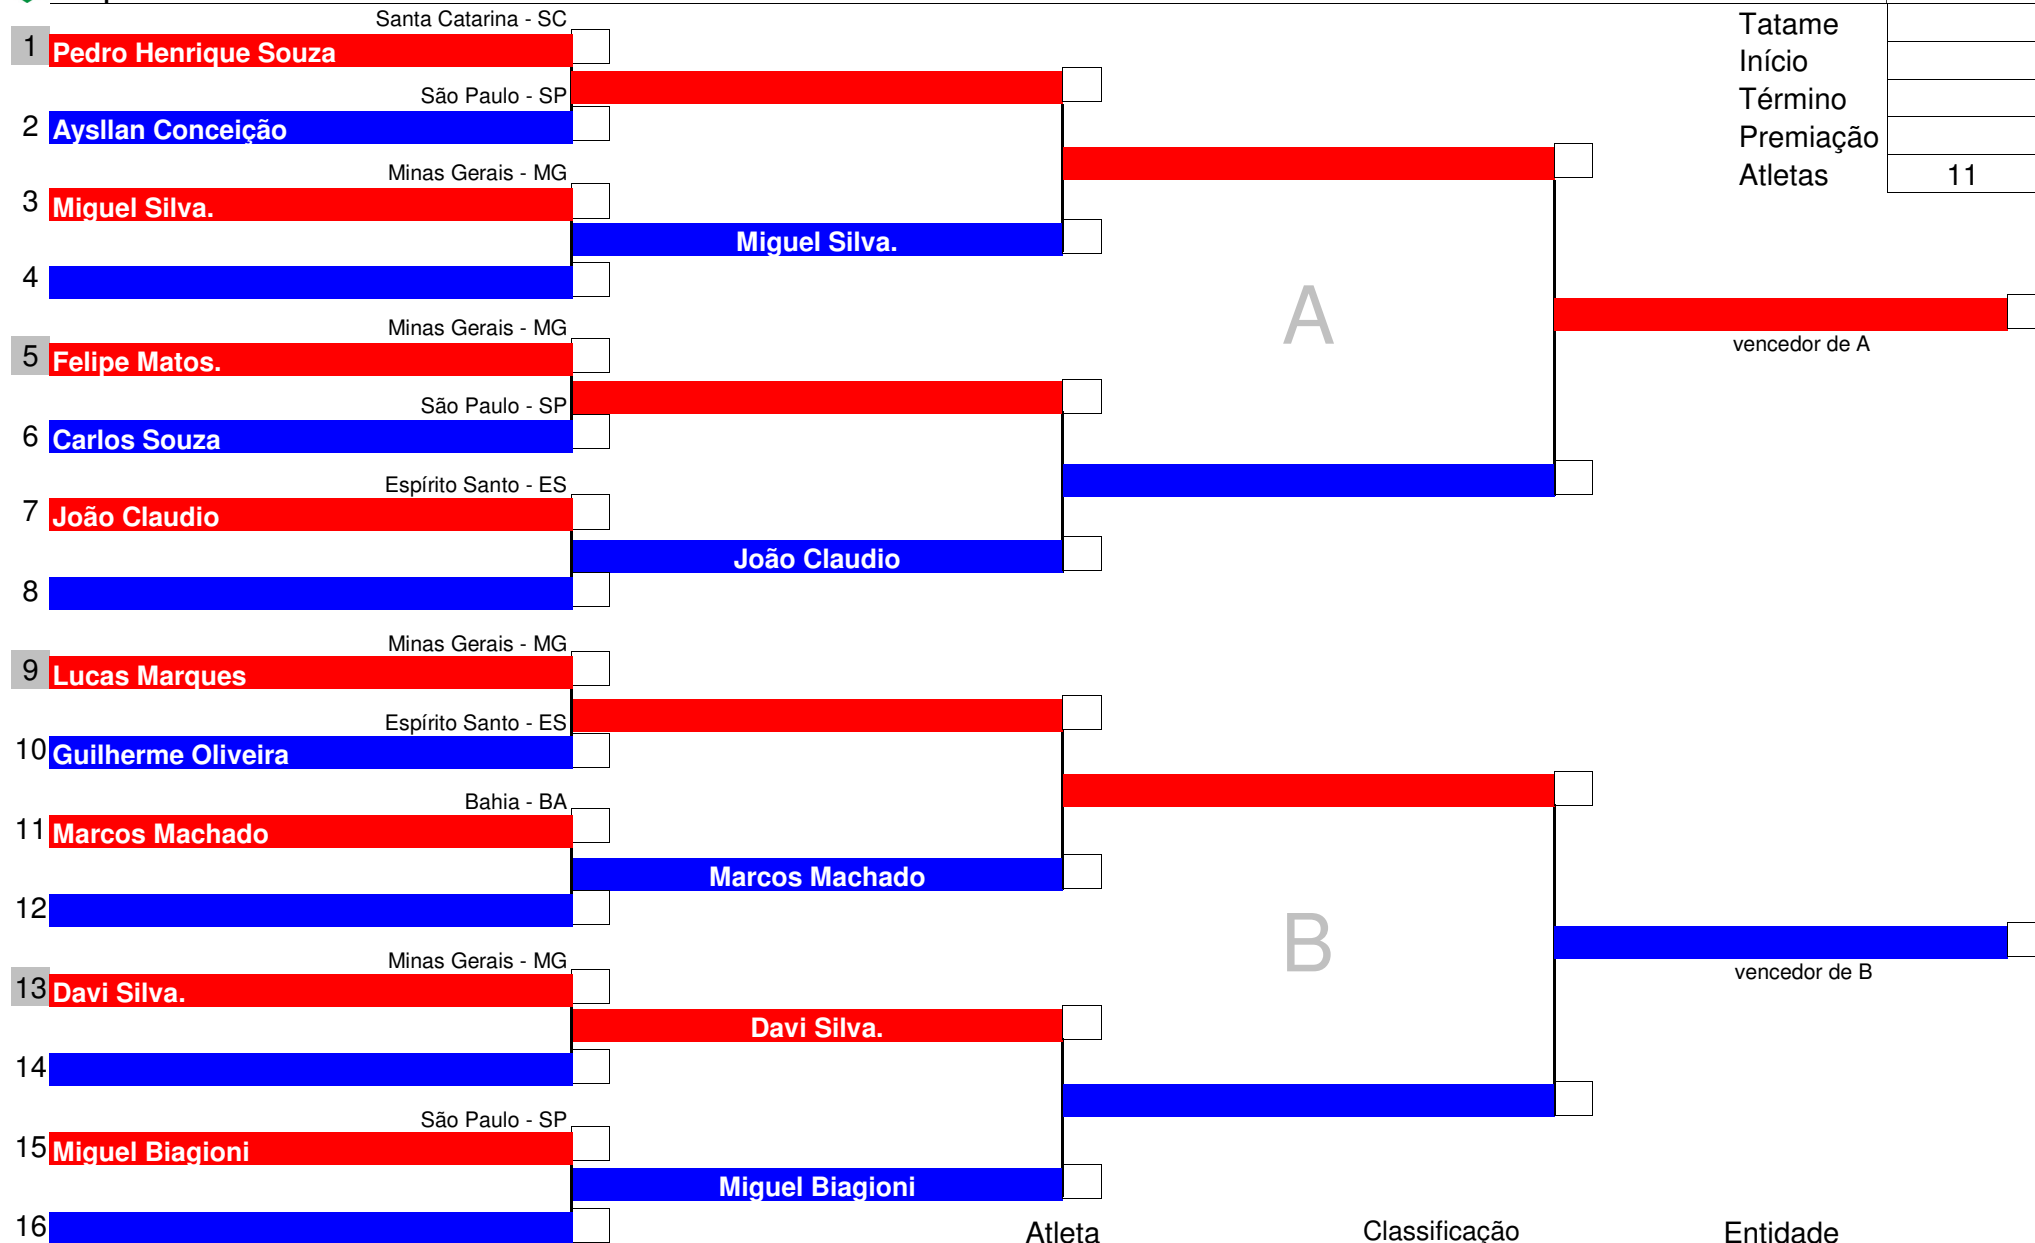 Santa Catarina - SC
1 Pedro Henrique Souza
São Paulo - SP
2 Aysllan Conceição
Minas Gerais - MG
3 Miguel Silva.
Miguel Silva.
4
Minas Gerais - MG
5 Felipe Matos.
São Paulo - SP
6 Carlos Souza
Espírito Santo - ES
7 João Claudio
João Claudio
8
Minas Gerais - MG
9 Lucas Marques
Espírito Santo - ES
10 Guilherme Oliveira
Bahia - BA
11 Marcos Machado
Marcos Machado
12
Minas Gerais - MG
13 Davi Silva.
Davi Silva.
14
São Paulo - SP
15 Miguel Biagioni
Miguel Biagioni
16
A
vencedor de A
B
vencedor de B
Tatame
Início
Término
Premiação
Atletas 11
Atleta Classificação Entidade